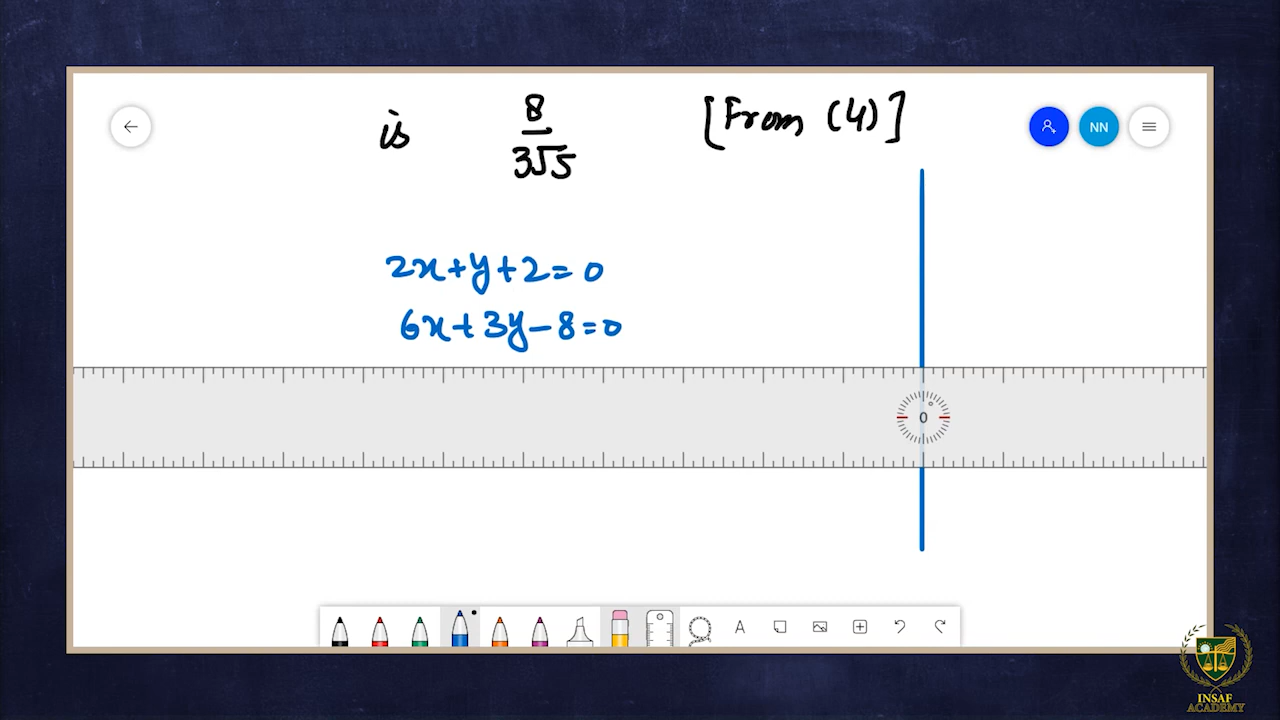 is 8/3√5 [From (4)]
NN
2x+y+2=0
6x+3y-8=0
0°
A
INSAF
ACADEMY